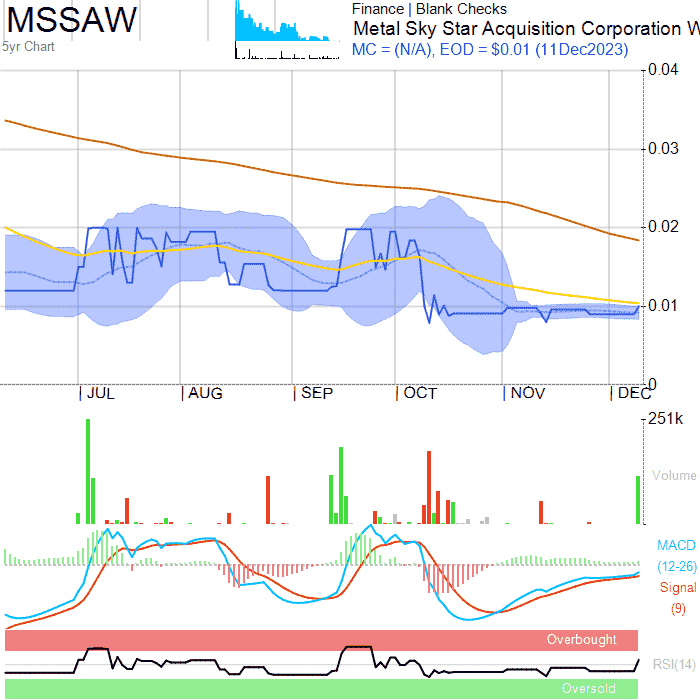 MSSAW
5yr Chart
Finance | Blank Checks
Metal Sky Star Acquisition Corporation W
MC = (N/A), EOD = $0.01 (11Dec2023)
0.04
0.03
0.02
0.01
0
JUL AUG SEP OCT NOV DEC
251k
Volume
MACD
(12-26)
Signal
(9)
Overbought
RSI(14)
Oversold